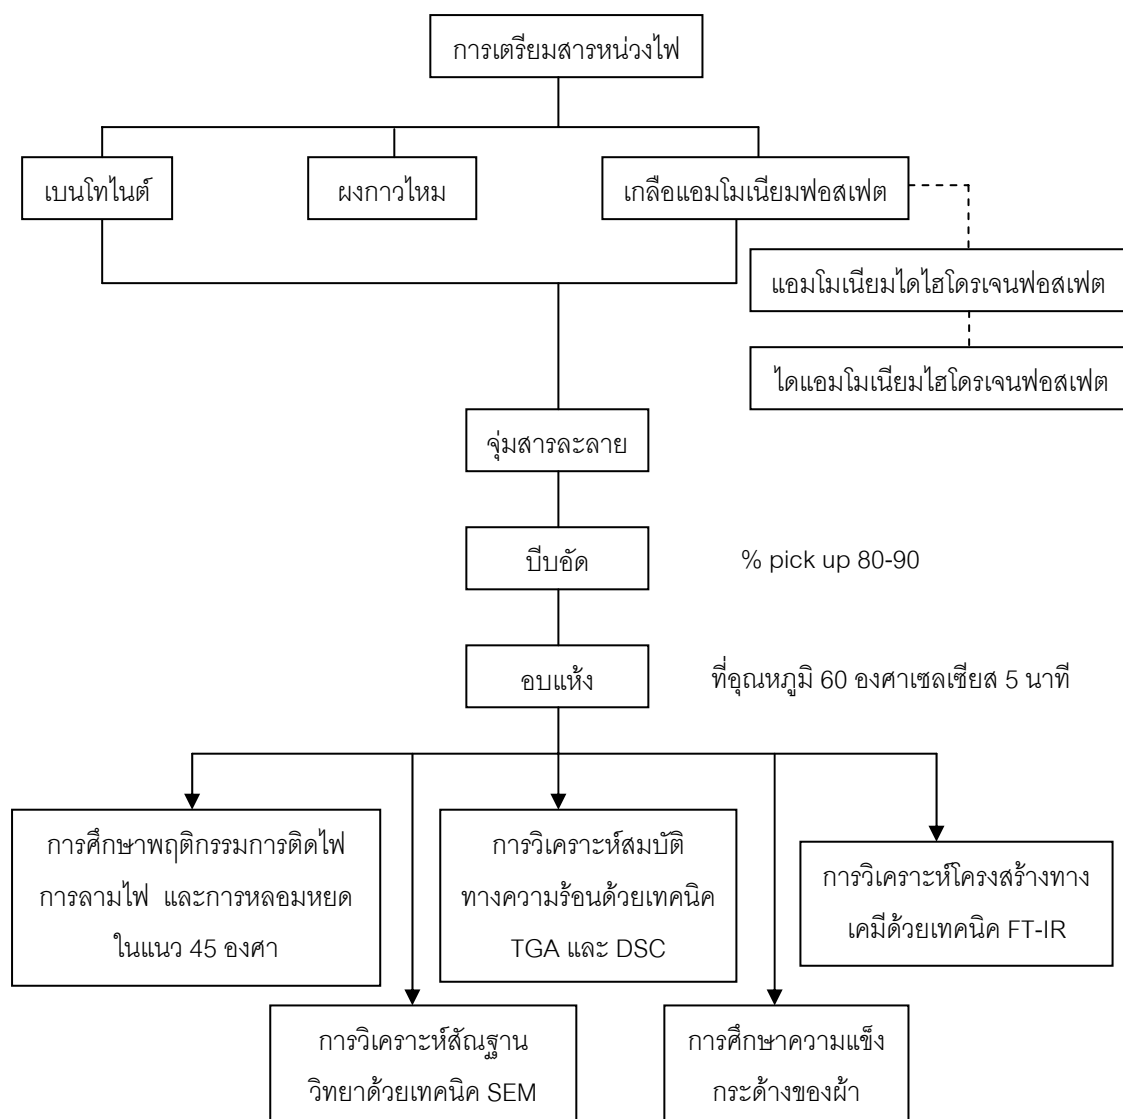 การเตรียมสารหน่วงไฟ
เบนโทไนต์
ผงกาวไหม
เกลือแอมโมเนียมฟอสเฟต
แอมโมเนียมไดไฮโดรเจนฟอสเฟต
ไดแอมโมเนียมไฮโดรเจนฟอสเฟต
จุ่มสารละลาย
บีบอัด
% pick up 80-90
อบแห้ง
ที่อุณหภูมิ 60 องศาเซลเซียส 5 นาที
การศึกษาพฤติกรรมการติดไฟ
การลามไฟ และการหลอมหยด
ในแนว 45 องศา
การวิเคราะห์สมบัติ
ทางความร้อนด้วยเทคนิค
TGA และ DSC
การวิเคราะห์โครงสร้างทาง
เคมีด้วยเทคนิค FT-IR
การวิเคราะห์สัณฐาน
วิทยาด้วยเทคนิค SEM
การศึกษาความแข็ง
กระด้างของผ้า